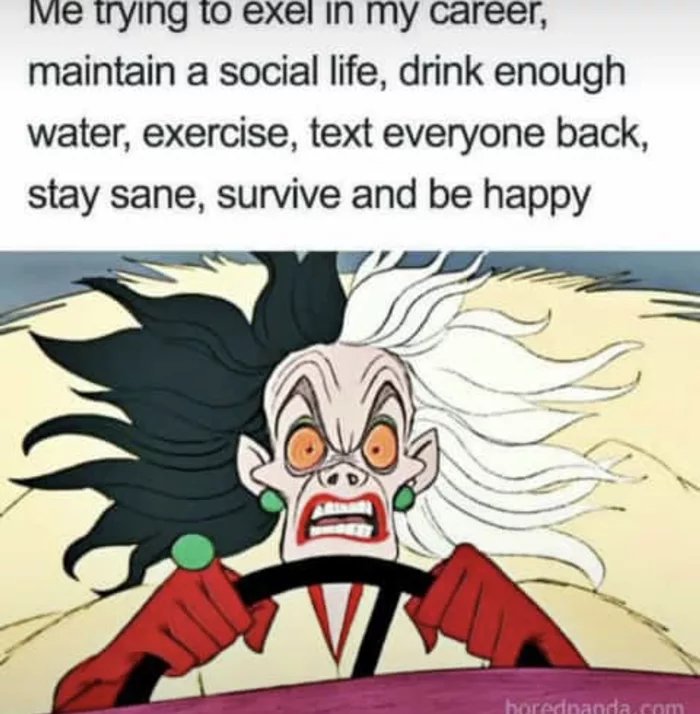 Me trying to exel in my career,
maintain a social life, drink enough
water, exercise, text everyone back,
stay sane, survive and be happy
boredpanda.com